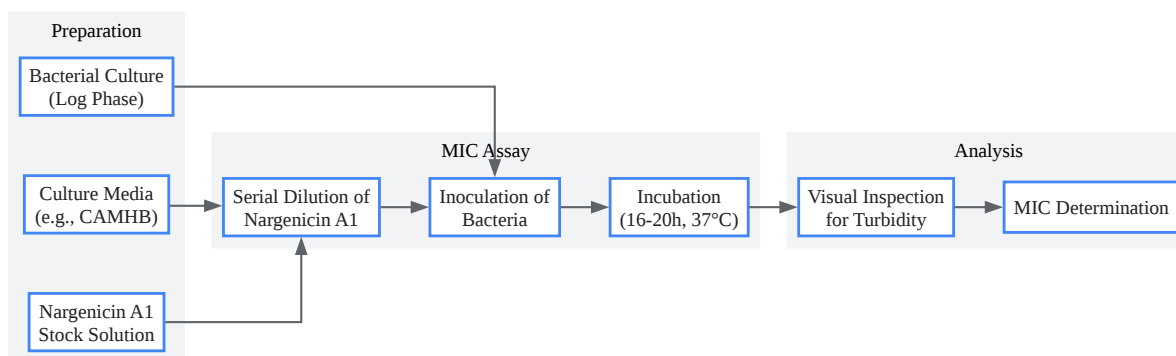 Preparation
Bacterial Culture
(Log Phase)
Culture Media
(e.g., CAMHB)
Nargenicin A1
Stock Solution
MIC Assay
Serial Dilution of
Nargenicin A1
Inoculation of
Bacteria
Incubation
(16-20h, 37°C)
Analysis
Visual Inspection
for Turbidity
MIC Determination